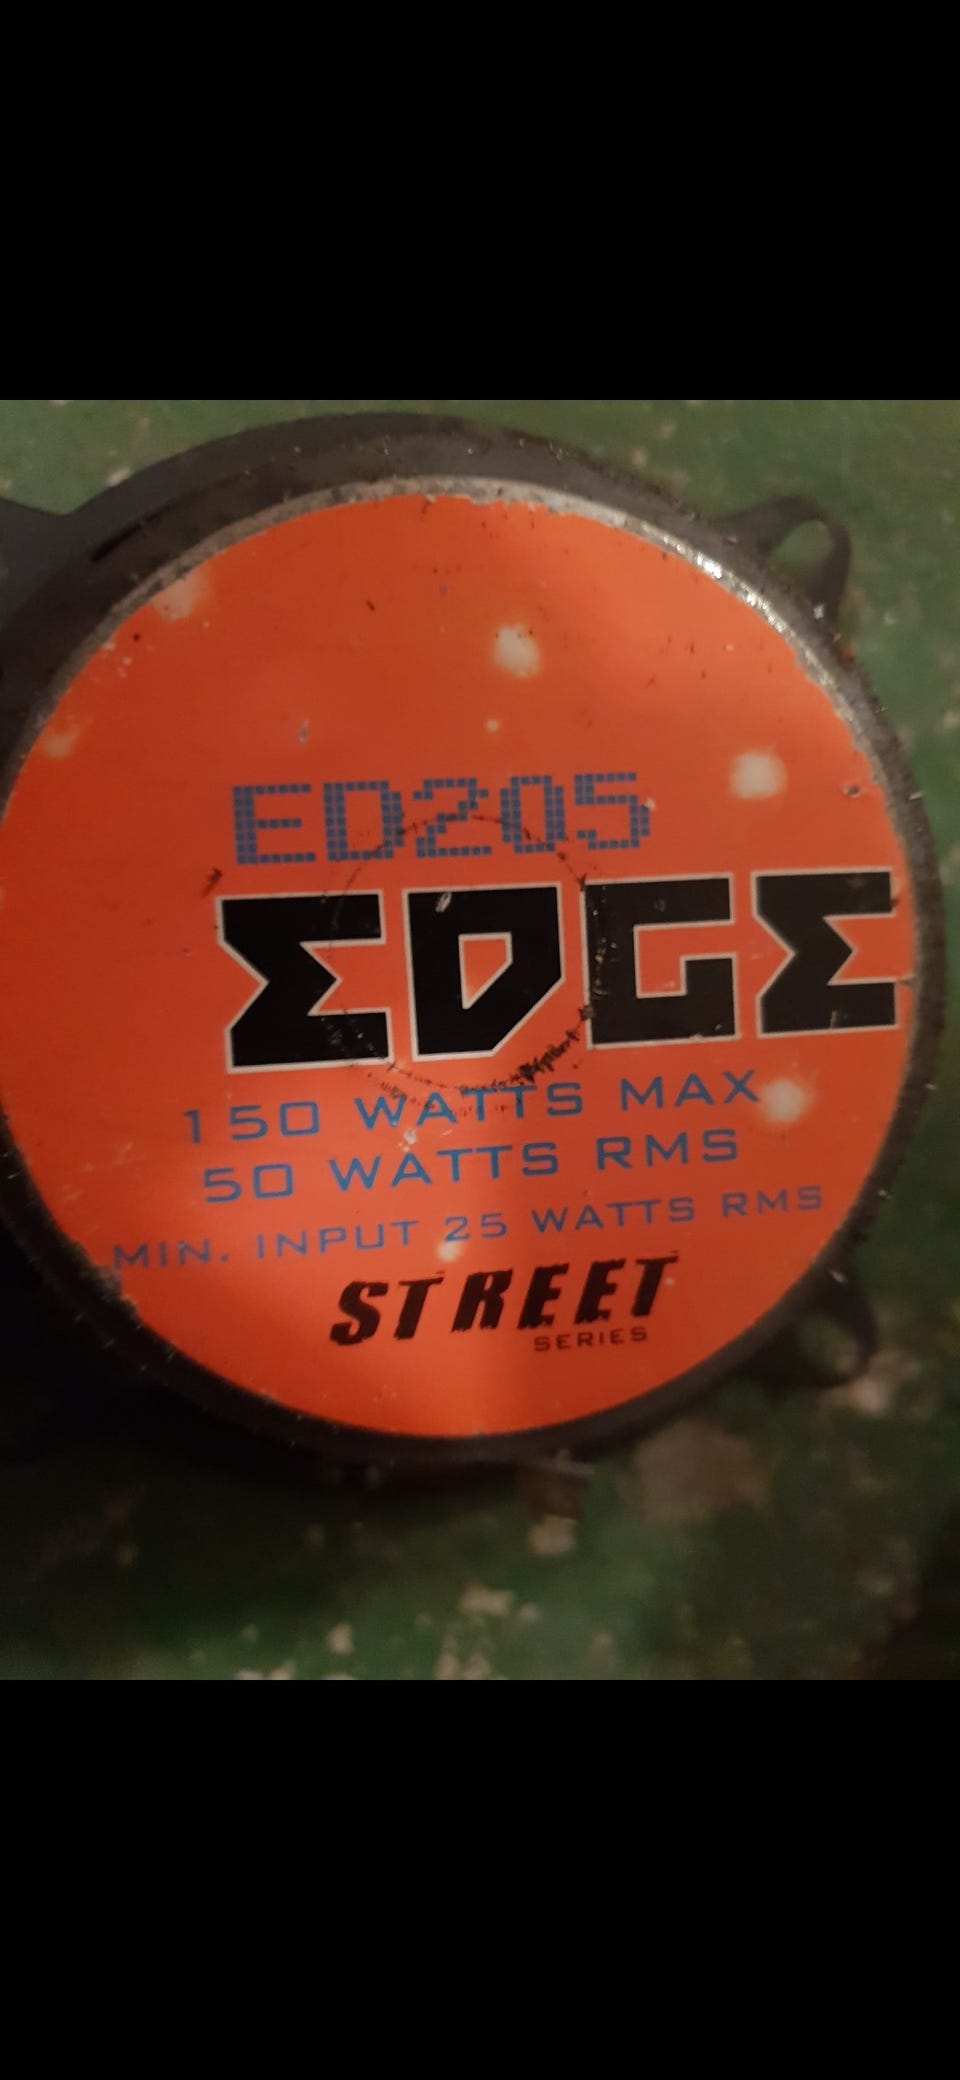 ED205
EDGE
150 WATTS MAX
50 WATTS RMS
MIN. INPUT 25 WATTS RMS
STREET
SERIES